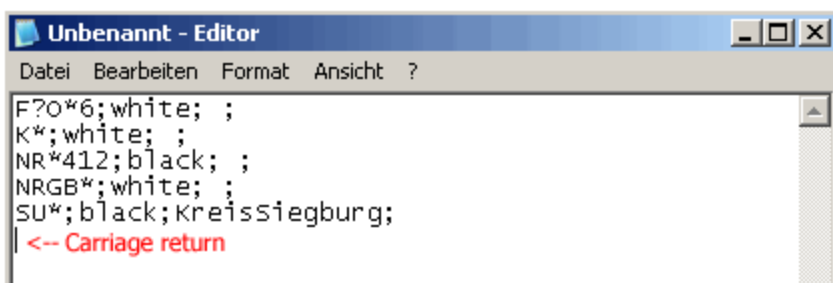 Unbenannt - Editor
Datei Bearbeiten Format Ansicht ?
F?O*6;white; ;
K*;white; ;
NR*412;black; ;
NRGB*;white; ;
SU*;black;KreisSiegburg;
<-- Carriage return